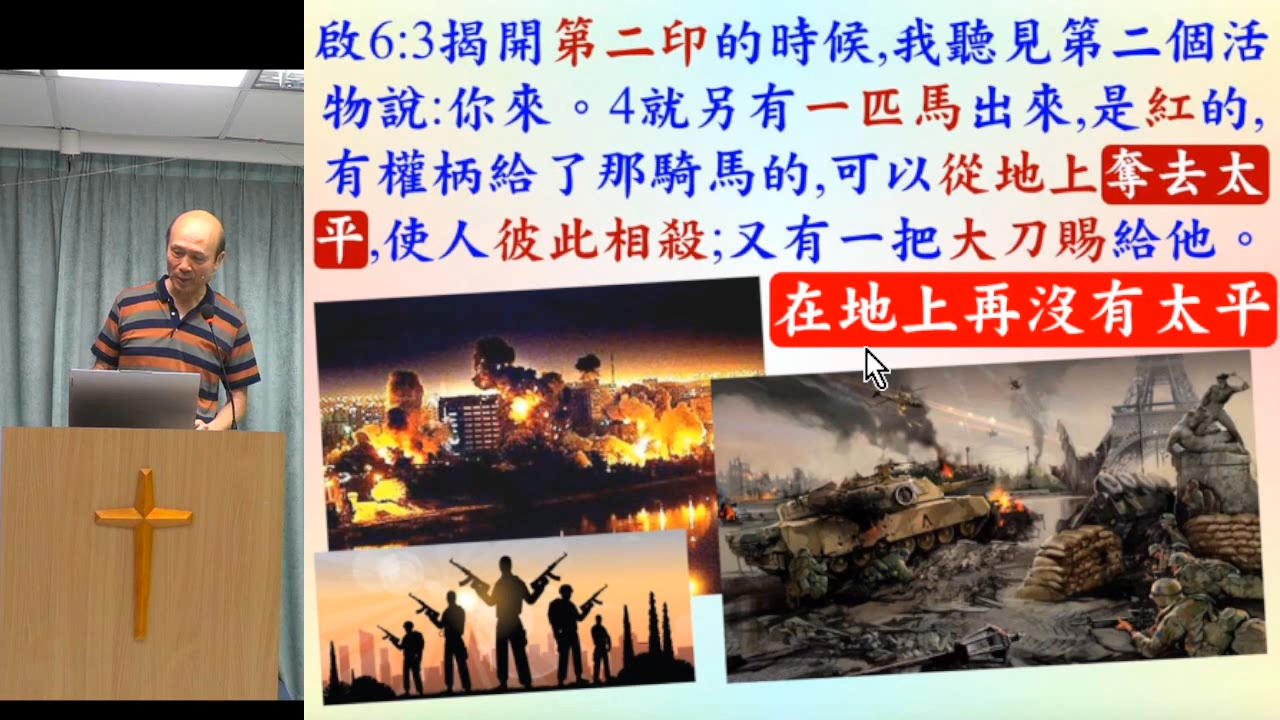 啟6:3揭開第二印的時候,我聽見第二個活
物說:你來。4就另有一匹馬出來,是紅的,
有權柄給了那騎馬的,可以從地上奪去太
平,使人彼此相殺;又有一把大刀賜給他。
在地上再沒有太平